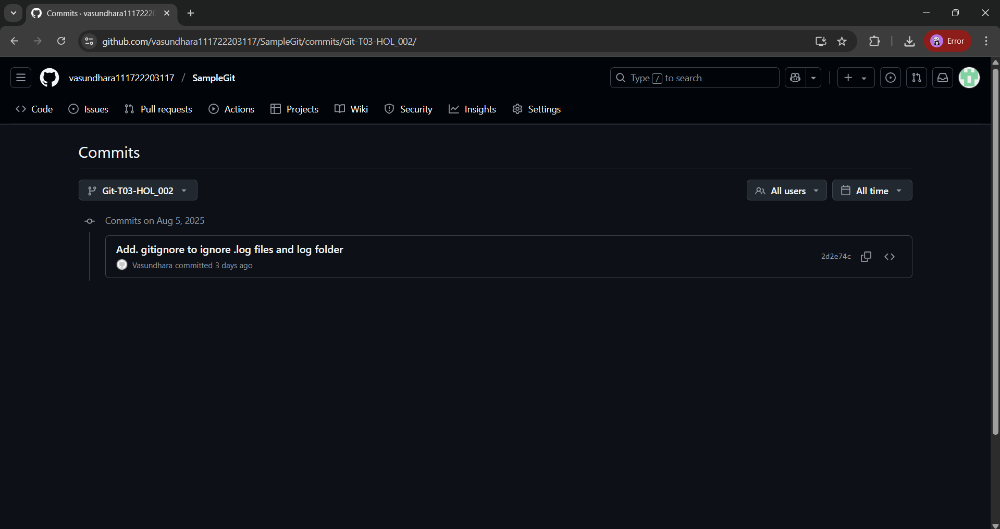 Commits · vasundhara11172220
github.com/vasundhara111722203117/SampleGit/commits/Git-T03-HOL_002/
Error
vasundhara111722203117 / SampleGit
Type / to search
Code Issues Pull requests Actions Projects Wiki Security Insights Settings
Commits
Git-T03-HOL_002
All users
All time
Commits on Aug 5, 2025
Add. gitignore to ignore .log files and log folder
2d2e74c
Vasundhara committed 3 days ago